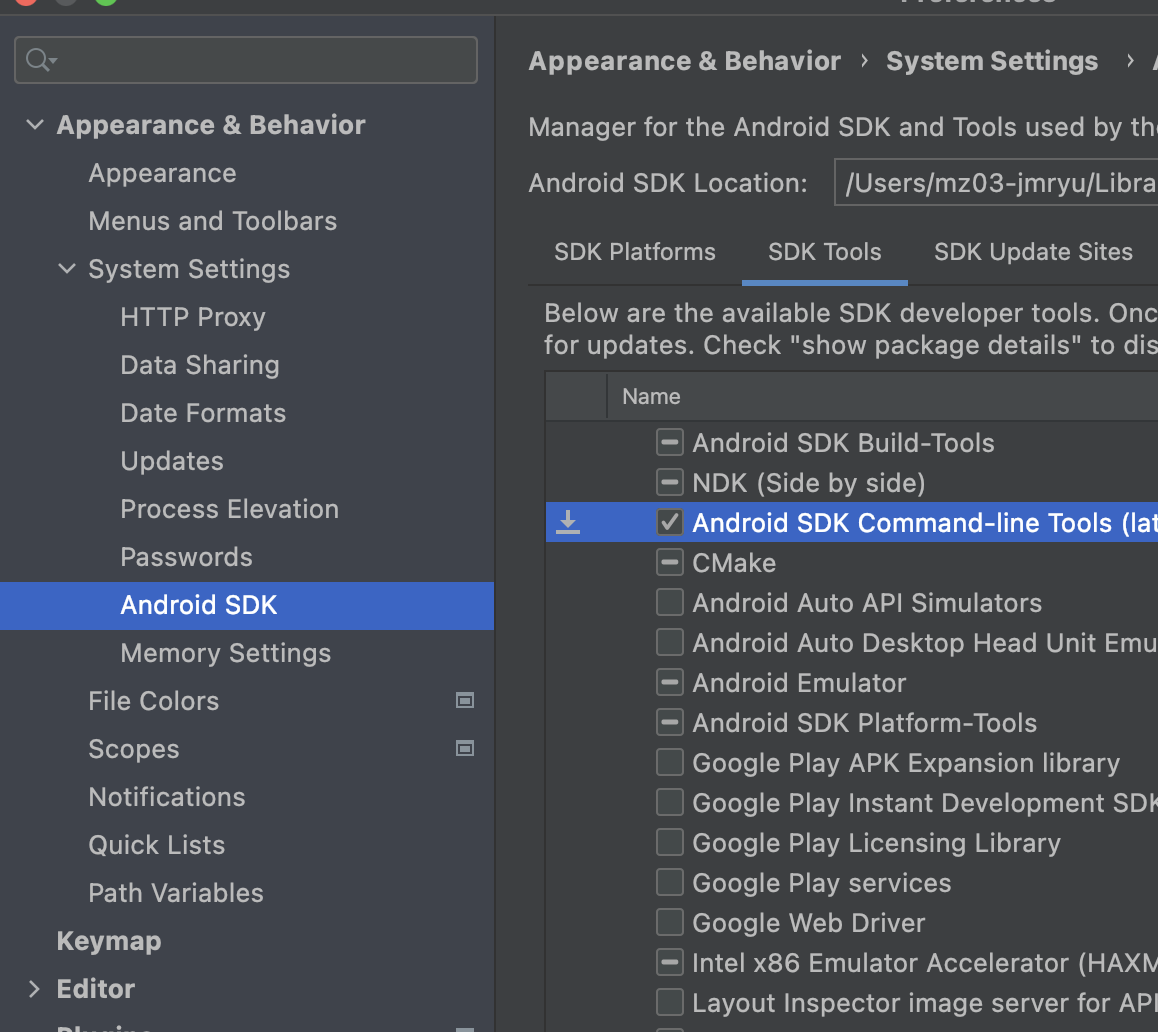 Preferences
Appearance & Behavior
Appearance
Menus and Toolbars
System Settings
HTTP Proxy
Data Sharing
Date Formats
Updates
Process Elevation
Passwords
Android SDK
Memory Settings
File Colors
Scopes
Notifications
Quick Lists
Path Variables
Keymap
Editor
Plugins
Appearance & Behavior › System Settings ›
Manager for the Android SDK and Tools used by the
Android SDK Location: /Users/mz03-jmryu/Libra
SDK Platforms SDK Tools SDK Update Sites
Below are the available SDK developer tools. Onc
for updates. Check "show package details" to dis
Name
Android SDK Build-Tools
NDK (Side by side)
Android SDK Command-line Tools (lat
CMake
Android Auto API Simulators
Android Auto Desktop Head Unit Emu
Android Emulator
Android SDK Platform-Tools
Google Play APK Expansion library
Google Play Instant Development SDK
Google Play Licensing Library
Google Play services
Google Web Driver
Intel x86 Emulator Accelerator (HAXM
Layout Inspector image server for API